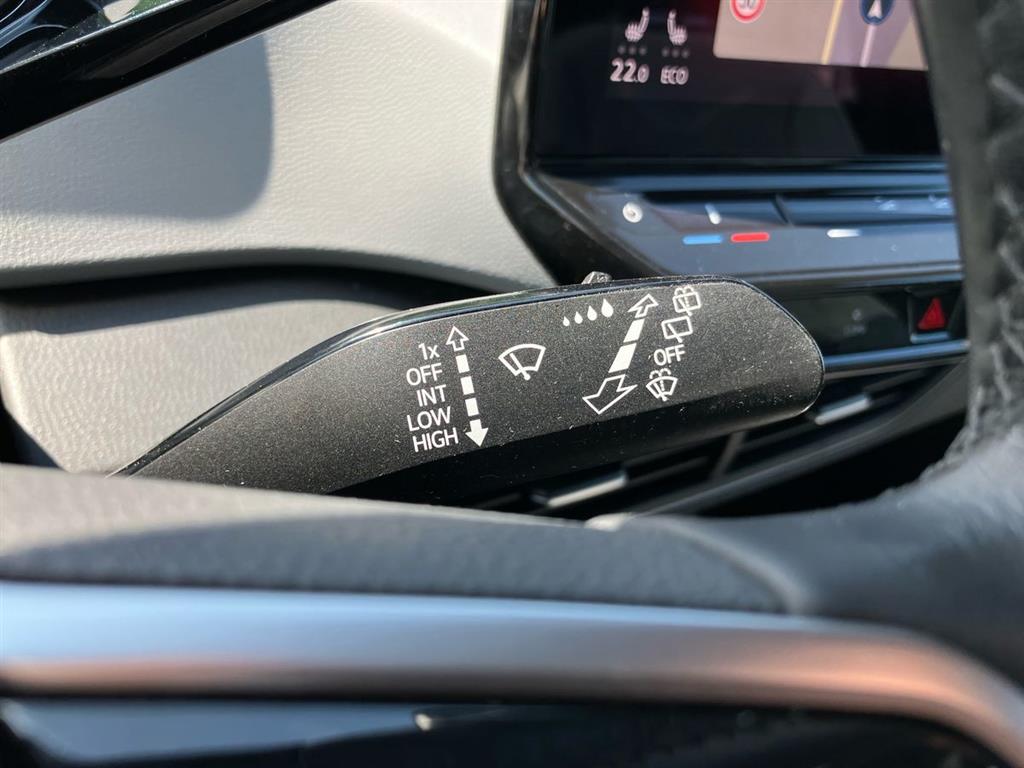 22.0 ECO
1x
OFF
INT
LOW
HIGH
OFF